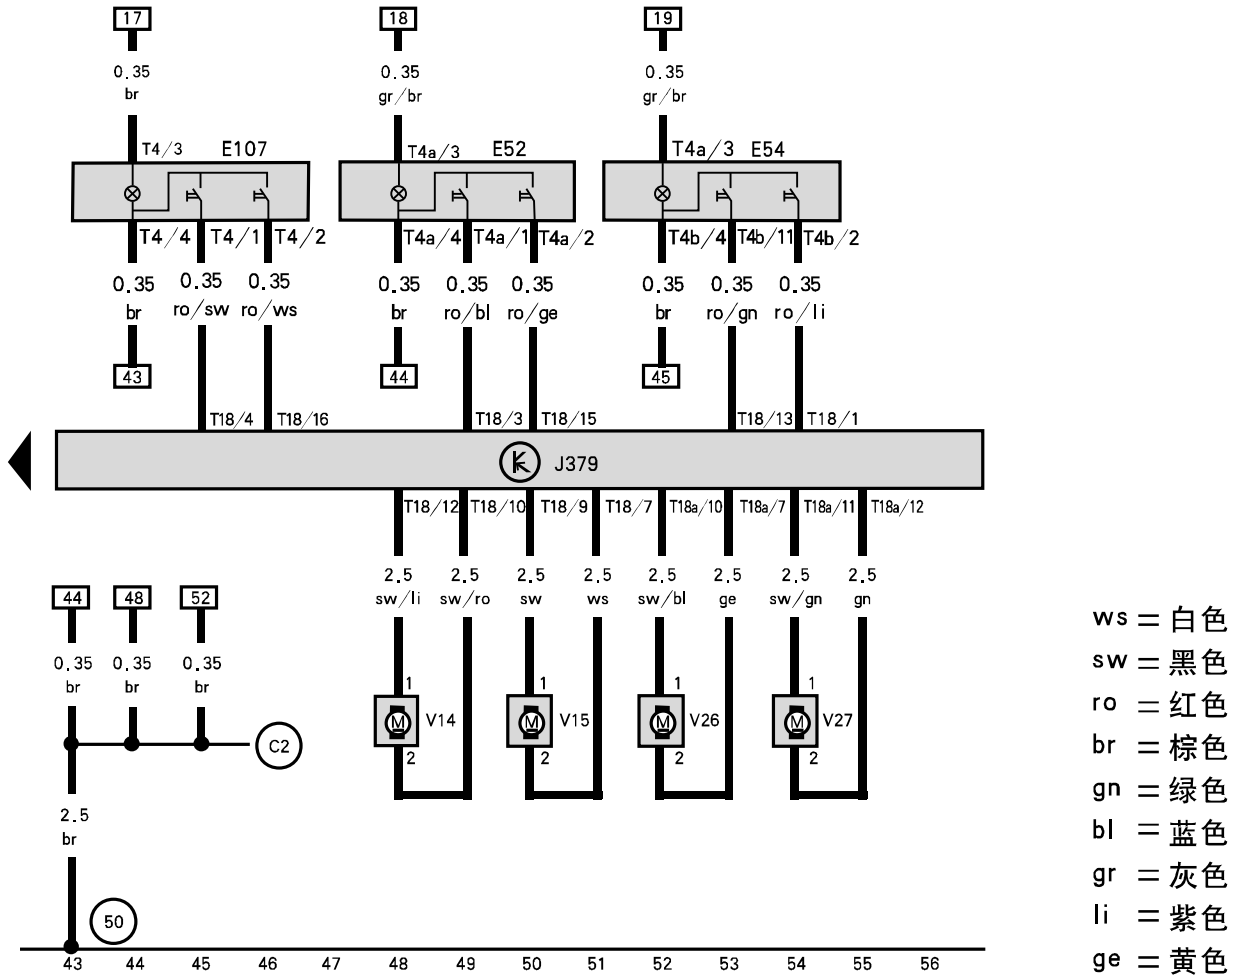 17 18 19
0.35 0.35 0.35
br gr/br gr/br
T4/3 E107 T4a/3 E52 T4a/3 E54
T4/4 T4/1 T4/2 T4a/4 T4a/1 T4a/2 T4b/4 T4b/11 T4b/2
0.35 0.35 0.35 0.35 0.35 0.35 0.35 0.35 0.35
br ro/sw ro/ws br ro/bl ro/ge br ro/gn ro/li
43 44 45
T18/4 T18/16 T18/3 T18/15 T18/13 T18/1
J379
T18/12 T18/10 T18/9 T18/7 T18a/10 T18a/7 T18a/11 T18a/12
2.5 2.5 2.5 2.5 2.5 2.5 2.5 2.5
sw/li sw/ro sw ws sw/bl ge sw/gn gn
44 48 52
0.35 0.35 0.35
br br br
1 1 1 1
M V14 M V15 M V26 M V27
2 2 2 2
C2
2.5
br
50
43 44 45 46 47 48 49 50 51 52 53 54 55 56
ws = 白色
sw = 黑色
ro = 红色
br = 棕色
gn = 绿色
bl = 蓝色
gr = 灰色
li = 紫色
ge = 黄色